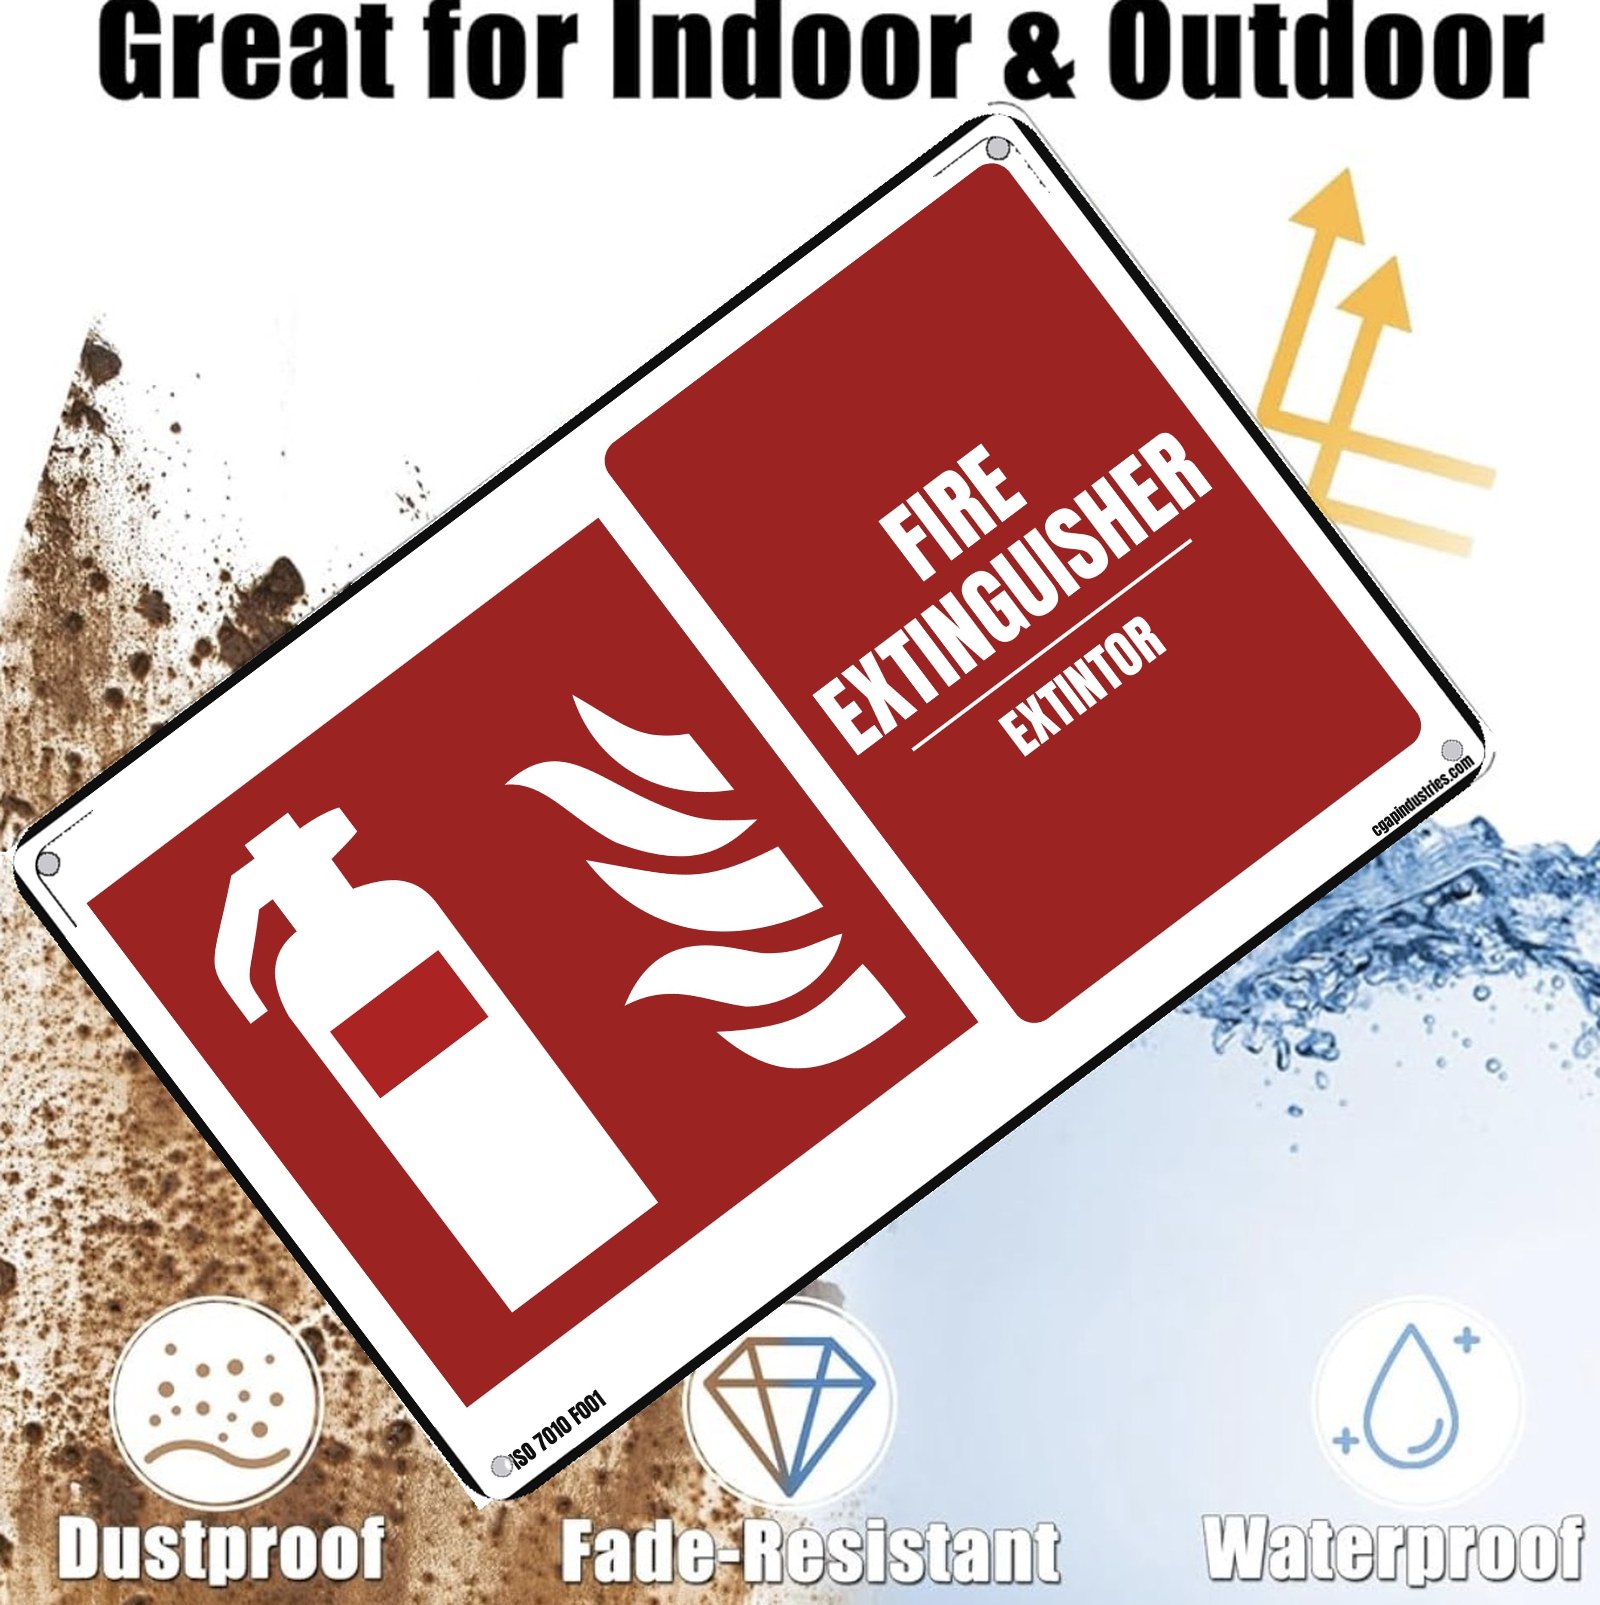 Great for Indoor & Outdoor
FIRE
EXTINGUISHER
EXTINTOR
cgapindustries.com
ISO 7010 F001
Dustproof
Fade-Resistant
Waterproof